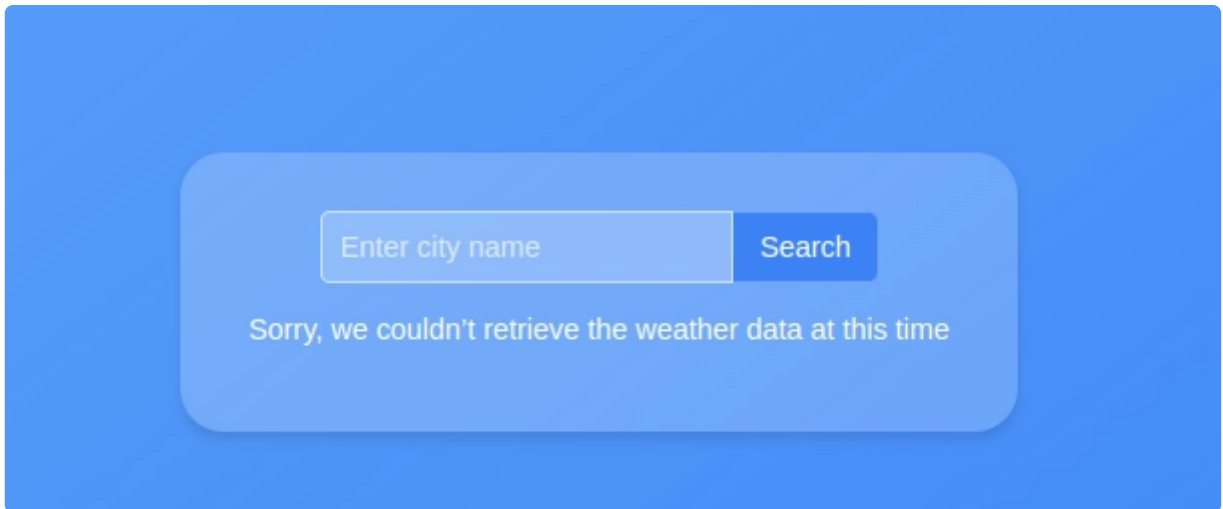 Enter city name
Search
Sorry, we couldn’t retrieve the weather data at this time